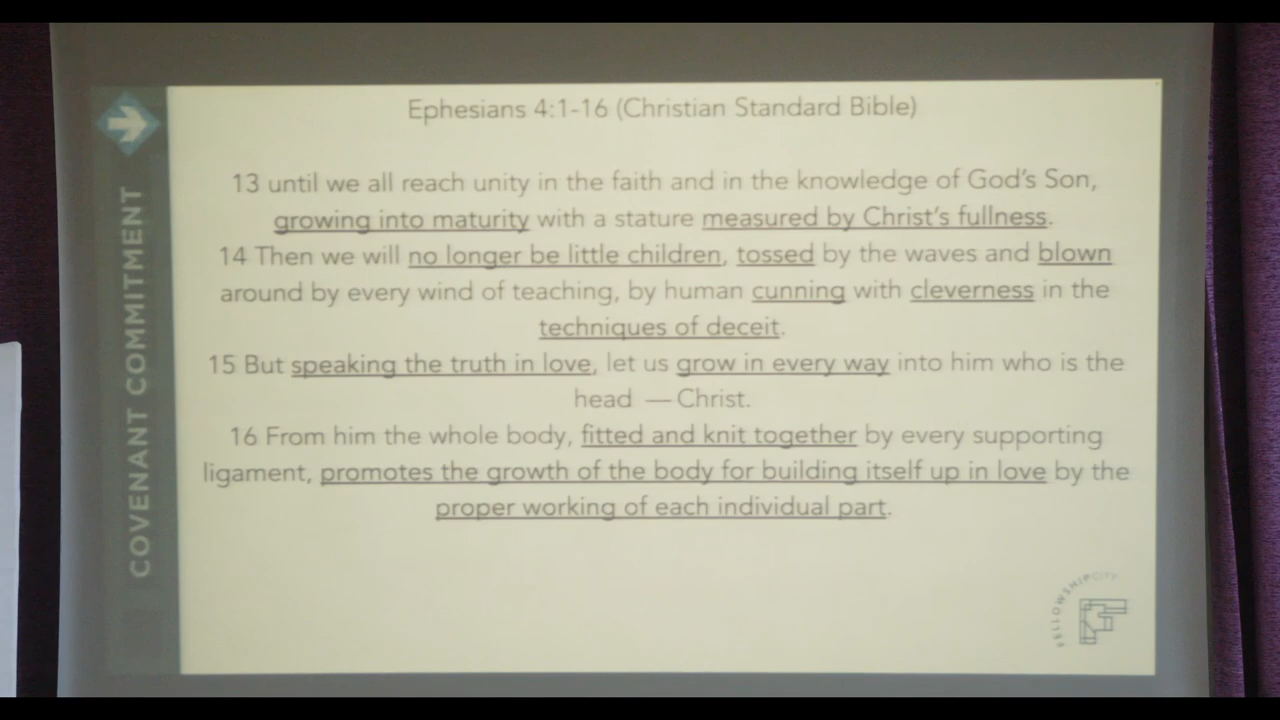 Ephesians 4:1-16 (Christian Standard Bible)
13 until we all reach unity in the faith and in the knowledge of God's Son,
growing into maturity with a stature measured by Christ's fullness.
14 Then we will no longer be little children, tossed by the waves and blown
around by every wind of teaching, by human cunning with cleverness in the
techniques of deceit.
15 But speaking the truth in love, let us grow in every way into him who is the
head — Christ.
16 From him the whole body, fitted and knit together by every supporting
ligament, promotes the growth of the body for building itself up in love by the
proper working of each individual part.
COVENANT COMMITMENT
FELLOWSHIPCITY